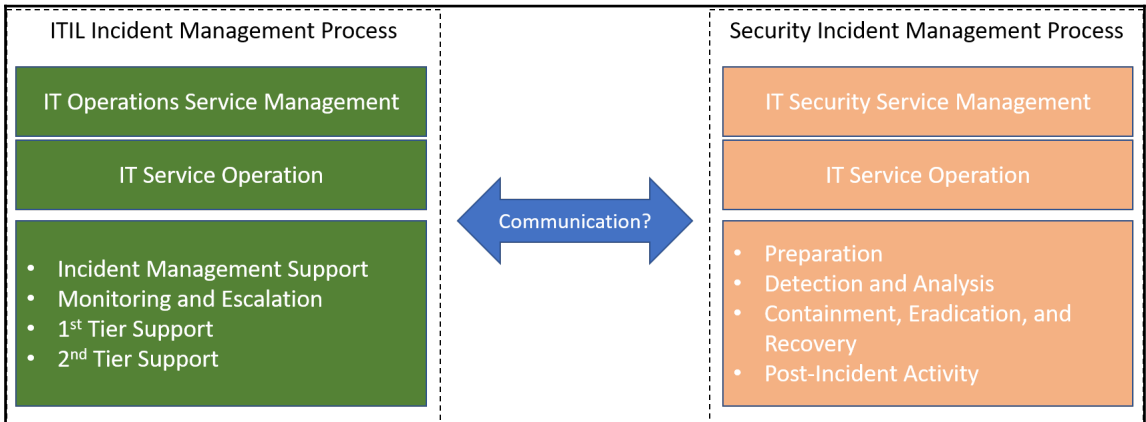 ITIL Incident Management Process
IT Operations Service Management
IT Service Operation
• Incident Management Support
• Monitoring and Escalation
• 1st Tier Support
• 2nd Tier Support
Communication?
Security Incident Management Process
IT Security Service Management
IT Service Operation
• Preparation
• Detection and Analysis
• Containment, Eradication, and
Recovery
• Post-Incident Activity